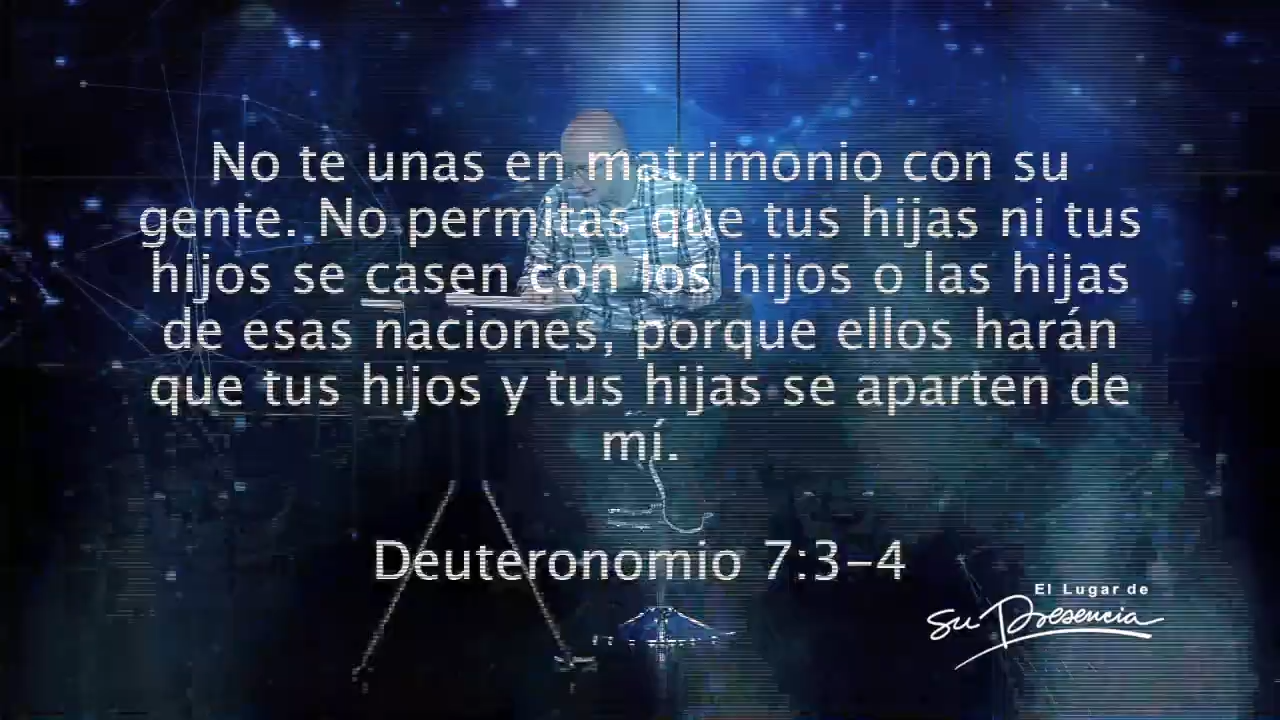 No te unas en matrimonio con su
gente. No permitas que tus hijas ni tus
hijos se casen con los hijos o las hijas
de esas naciones, porque ellos harán
que tus hijos y tus hijas se aparten de
mí.
Deuteronomio 7:3-4
El Lugar de
Su Presencia